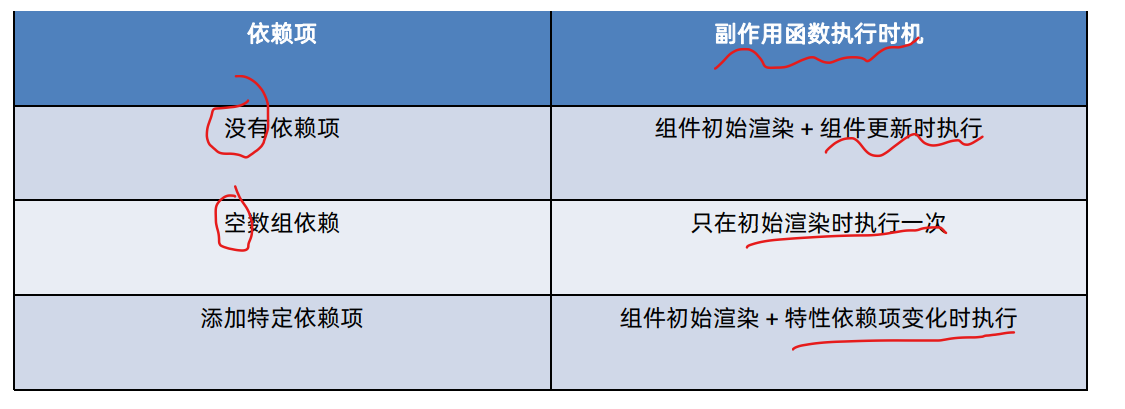 依赖项
副作用函数执行时机
没有依赖项
组件初始渲染 + 组件更新时执行
空数组依赖
只在初始渲染时执行一次
添加特定依赖项
组件初始渲染 + 特性依赖项变化时执行